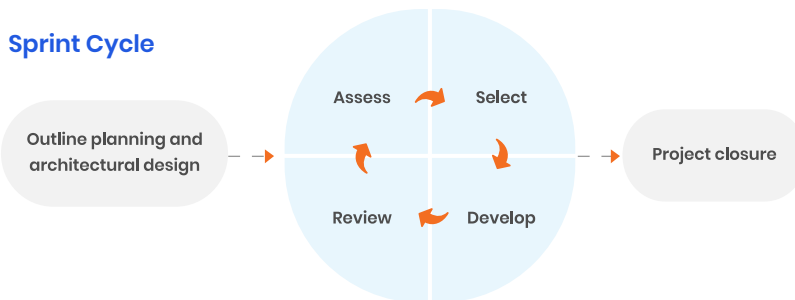 Sprint Cycle
Outline planning and
architectural design
Assess
Select
Review
Develop
Project closure